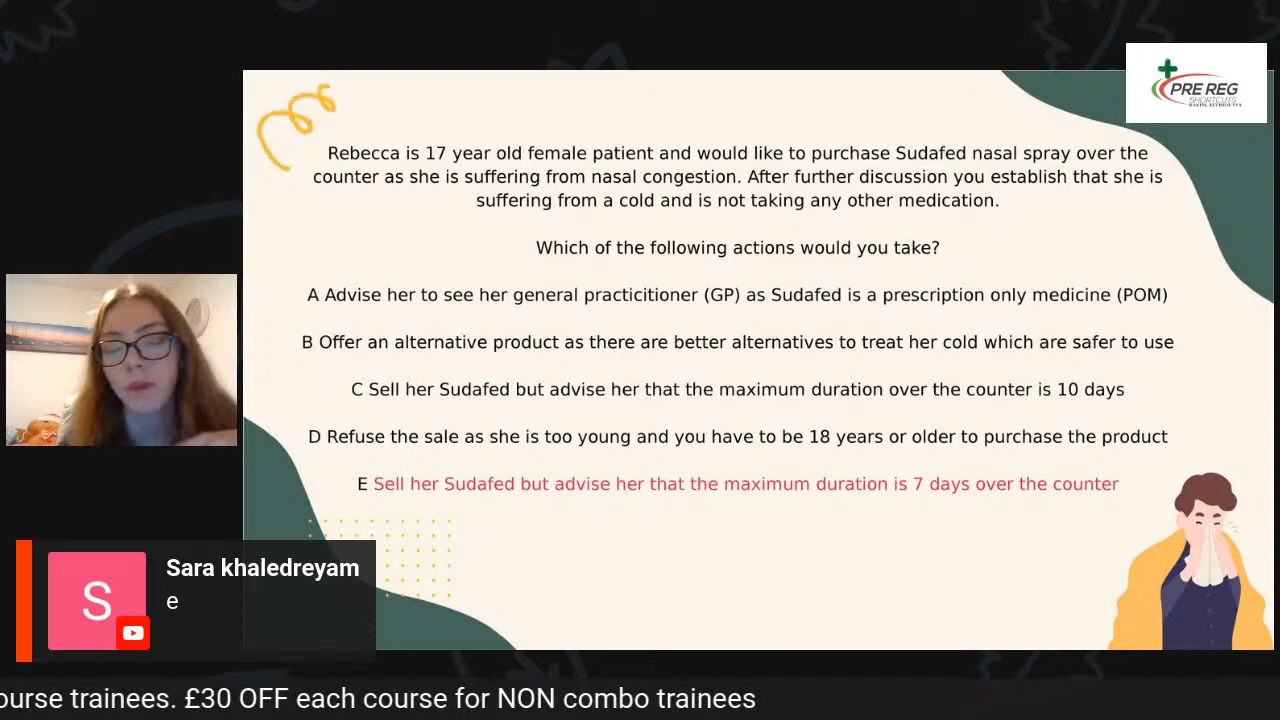 PRE REG
SHORTCUTS
MAKING REVISION FUN
Rebecca is 17 year old female patient and would like to purchase Sudafed nasal spray over the
counter as she is suffering from nasal congestion. After further discussion you establish that she is
suffering from a cold and is not taking any other medication.
Which of the following actions would you take?
A Advise her to see her general practicitioner (GP) as Sudafed is a prescription only medicine (POM)
B Offer an alternative product as there are better alternatives to treat her cold which are safer to use
C Sell her Sudafed but advise her that the maximum duration over the counter is 10 days
D Refuse the sale as she is too young and you have to be 18 years or older to purchase the product
E Sell her Sudafed but advise her that the maximum duration is 7 days over the counter
S
Sara khaledreyam
e
ourse trainees. £30 OFF each course for NON combo trainees